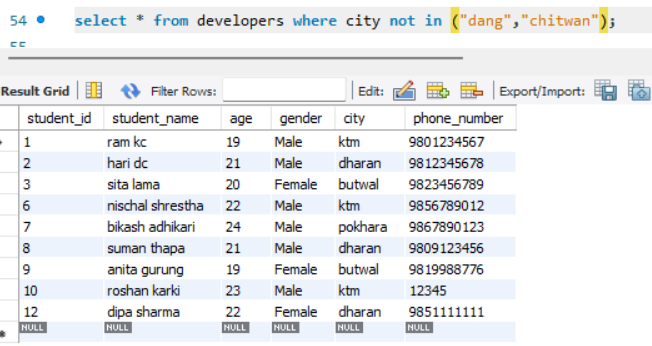 54 select * from developers where city not in ("dang","chitwan");
55
Result Grid Filter Rows: Edit: Export/Import:
student_id student_name age gender city phone_number
1 ram kc 19 Male ktm 9801234567
2 hari dc 21 Male dharan 9812345678
3 sita lama 20 Female butwal 9823456789
6 nischal shrestha 22 Male ktm 9856789012
7 bikash adhikari 24 Male pokhara 9867890123
8 suman thapa 21 Male dharan 9809123456
9 anita gurung 19 Female butwal 9819988776
10 roshan karki 23 Male ktm 12345
12 dipa sharma 22 Female dharan 9851111111
NULL NULL NULL NULL NULL NULL